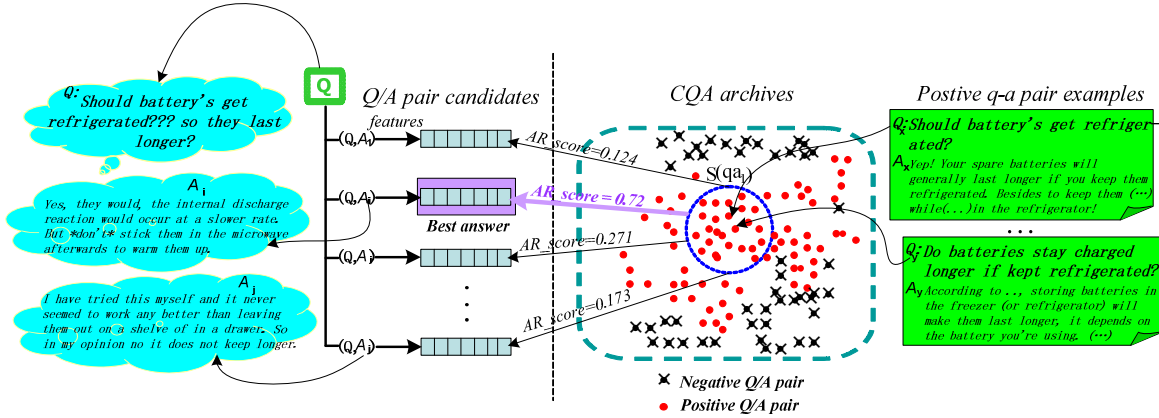 Q:
Should battery's get
refrigerated??? so they last
longer?
A i
Yes, they would, the internal discharge
reaction would occur at a slower rate.
But *don't* stick them in the microwave
afterwards to warm them up.
A j
I have tried this myself and it never
seemed to work any better than leaving
them out on a shelve of in a drawer. So
in my opinion no it does not keep longer.
Q
Q/A pair candidates
features
(Q,A1)
(Q,Ai)
Best answer
(Q,Aj)
(Q,Aj)
AR_score=0.124
AR_score=0.72
AR_score=0.271
AR_score=0.173
CQA archives
S(qa1)
Negative Q/A pair
Positive Q/A pair
Postive q-a pair examples
Qx:Should battery's get refriger-
ated?
Ax Yep! Your spare batteries will
generally last longer if you keep them
refrigerated. Besides to keep them (…)
while(...)In the refrigerator!
...
Qy:Do batteries stay charged
longer if kept refrigerated?
Ay According to .., storing batteries in
the freezer (or refrigerator) will
make them last longer, it depends on
the battery you're using. (…)